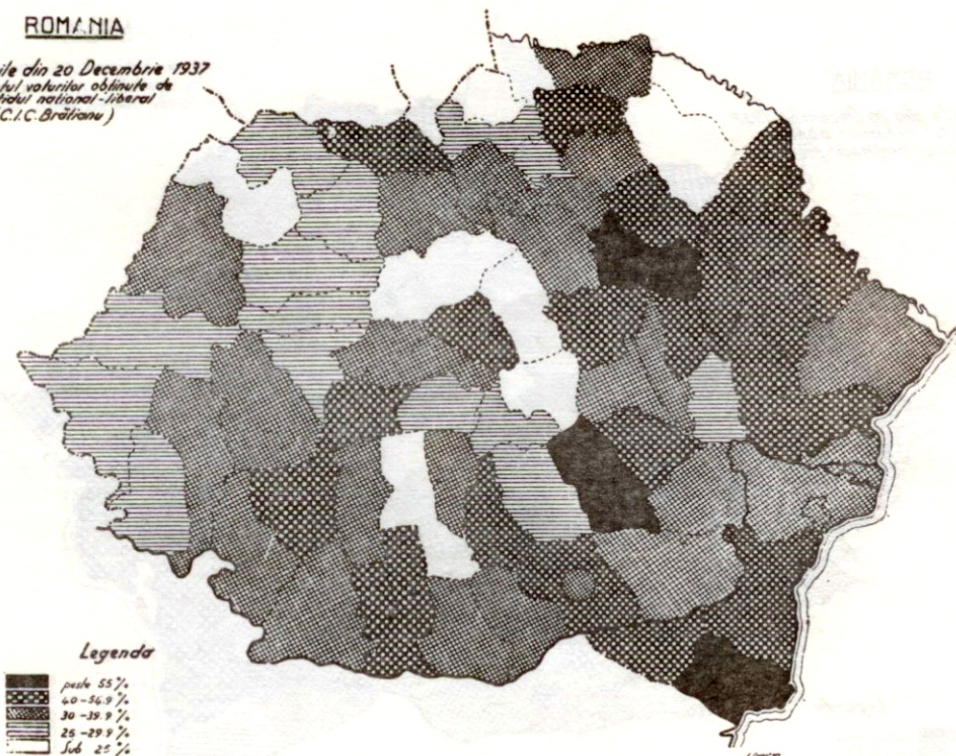 ROMANIA
ile din 20 Decembrie 1937
tul voturilor obținute de
tidul national-liberal
C.I.C. Brătianu)
Legenda
peste 55 %
40 - 54.9 %
30 - 39.9 %
25 - 29.9 %
Sub 25 %